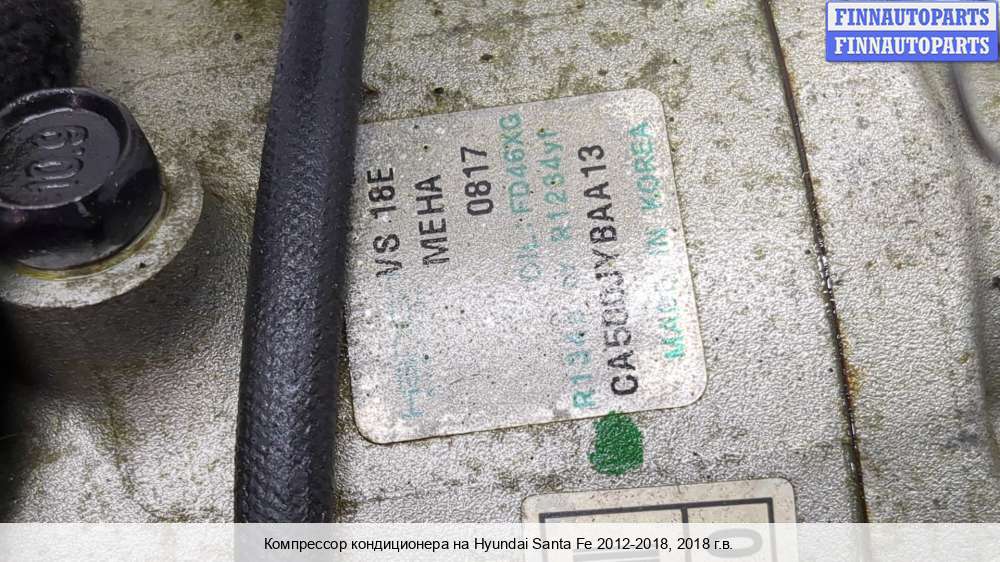 FINNAUTOPARTS
FINNAUTOPARTS
10.9
VS 18E
MEHA
0817
OIL: FD46XG
R1234yf
CA500JYBAA13
MADE IN KOREA
Компрессор кондиционера на Hyundai Santa Fe 2012-2018, 2018 г.в.